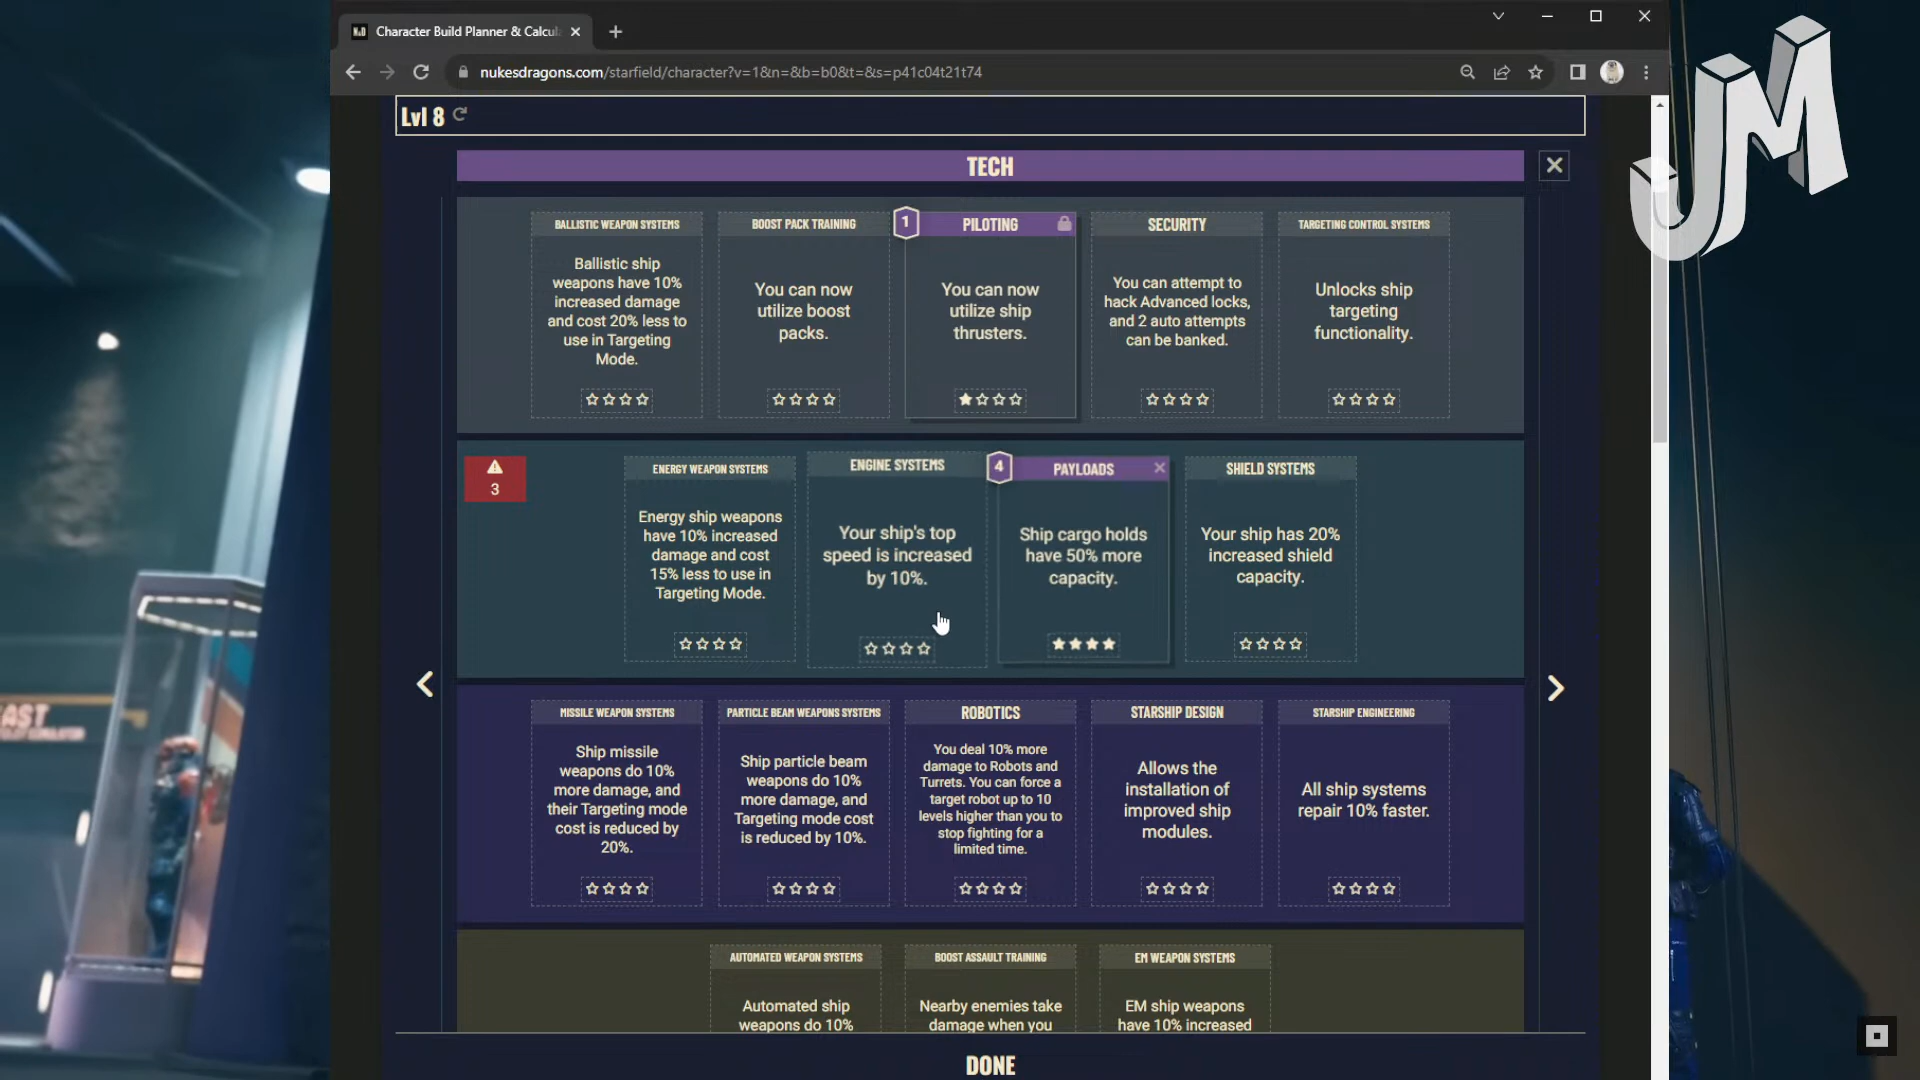 Character Build Planner & Calcul
nukesdragons.com/starfield/character?v=1&n=&b=b0&t=&s=p41c04t21t74
JM
Lvl 8
TECH
BALLISTIC WEAPON SYSTEMS
Ballistic ship
weapons have 10%
increased damage
and cost 20% less to
use in Targeting
Mode.
BOOST PACK TRAINING
You can now
utilize boost
packs.
1
PILOTING
You can now
utilize ship
thrusters.
SECURITY
You can attempt to
hack Advanced locks,
and 2 auto attempts
can be banked.
TARGETING CONTROL SYSTEMS
Unlocks ship
targeting
functionality.
3
ENERGY WEAPON SYSTEMS
Energy ship weapons
have 10% increased
damage and cost
15% less to use in
Targeting Mode.
ENGINE SYSTEMS
Your ship's top
speed is increased
by 10%.
4
PAYLOADS
Ship cargo holds
have 50% more
capacity.
SHIELD SYSTEMS
Your ship has 20%
increased shield
capacity.
MISSILE WEAPON SYSTEMS
Ship missile
weapons do 10%
more damage, and
their Targeting mode
cost is reduced by
20%.
PARTICLE BEAM WEAPONS SYSTEMS
Ship particle beam
weapons do 10%
more damage, and
Targeting mode cost
is reduced by 10%.
ROBOTICS
You deal 10% more
damage to Robots and
Turrets. You can force a
target robot up to 10
levels higher than you to
stop fighting for a
limited time.
STARSHIP DESIGN
Allows the
installation of
improved ship
modules.
STARSHIP ENGINEERING
All ship systems
repair 10% faster.
AUTOMATED WEAPON SYSTEMS
Automated ship
weapons do 10%
BOOST ASSAULT TRAINING
Nearby enemies take
damage when you
EM WEAPON SYSTEMS
EM ship weapons
have 10% increased
DONE
AST